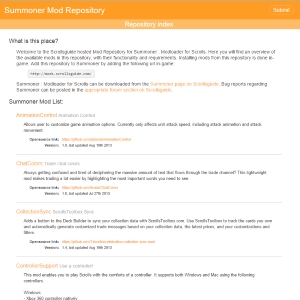 Summoner Mod Repository
Submit
Repository index
What is this place?
Welcome to the Scrollsguide hosted Mod Repository for Summoner : Modloader for Scrolls. Here you will find an overview of
the available mods in this repository, with their functionality and requirements. Installing mods from this repository is done in-
game. Add this repository to Summoner by adding the following url in-game:
http://mods.scrollsguide.com/
Summoner : Modloader for Scrolls can be downloaded from the Summoner page on Scrollsguide. Bug reports regarding
Summoner can be posted in the appropriate forum section on Scrollsguide.
Summoner Mod List:
AnimationControl Animation Control
Allows you to customize game animation options. Currently only affects unit attack speed, including attack animation and attack
movement.
Opensource link:
Version: 1.0, last updated Aug 10th 2013
ChatColors
Always getting confused and tired of deciphering the massive amount of text that flows through the trade channel? This lightweight
mod makes trading a lot easier by highlighting the most important words you need to see.
Opensource link:
Version: 1.0, last updated Jul 27th 2013
CollectionSync ScrollsToolbox Sync
Adds a button to the Deck Builder to sync your collection data with ScrollsToolbox.com. Use ScrollsToolbox to track the cards you own
and automatically generate customized trade messages based on your collection data, the latest prices, and your customizations and
filters.
Opensource link:
Version: 1.4, last updated Aug 18th 2013
ControllerSupport Use a controller!
This mod enables you to play Scrolls with the comforts of a controller. It supports both Windows and Mac using the following
controllers.
Windows
- Xbox 360 controller natively